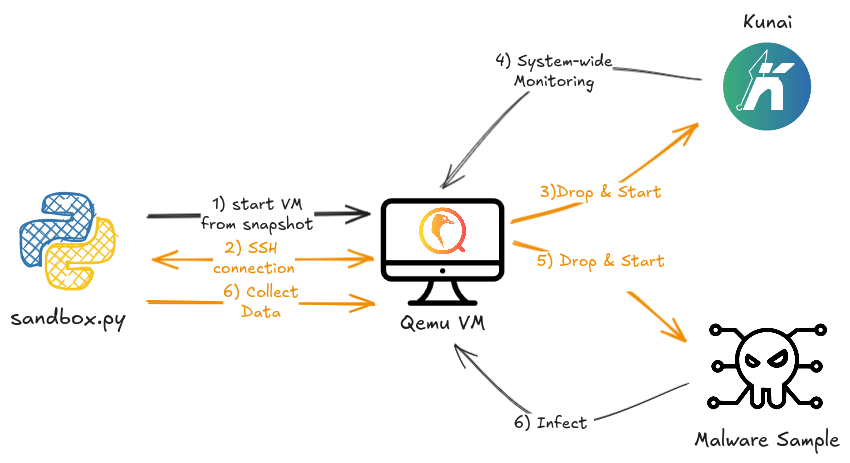 Kunai
4) System-wide
Monitoring
3)Drop & Start
1) start VM
from snapshot
2) SSH
connection
5) Drop & Start
6) Collect
Data
sandbox.py
Qemu VM
6) Infect
Malware Sample